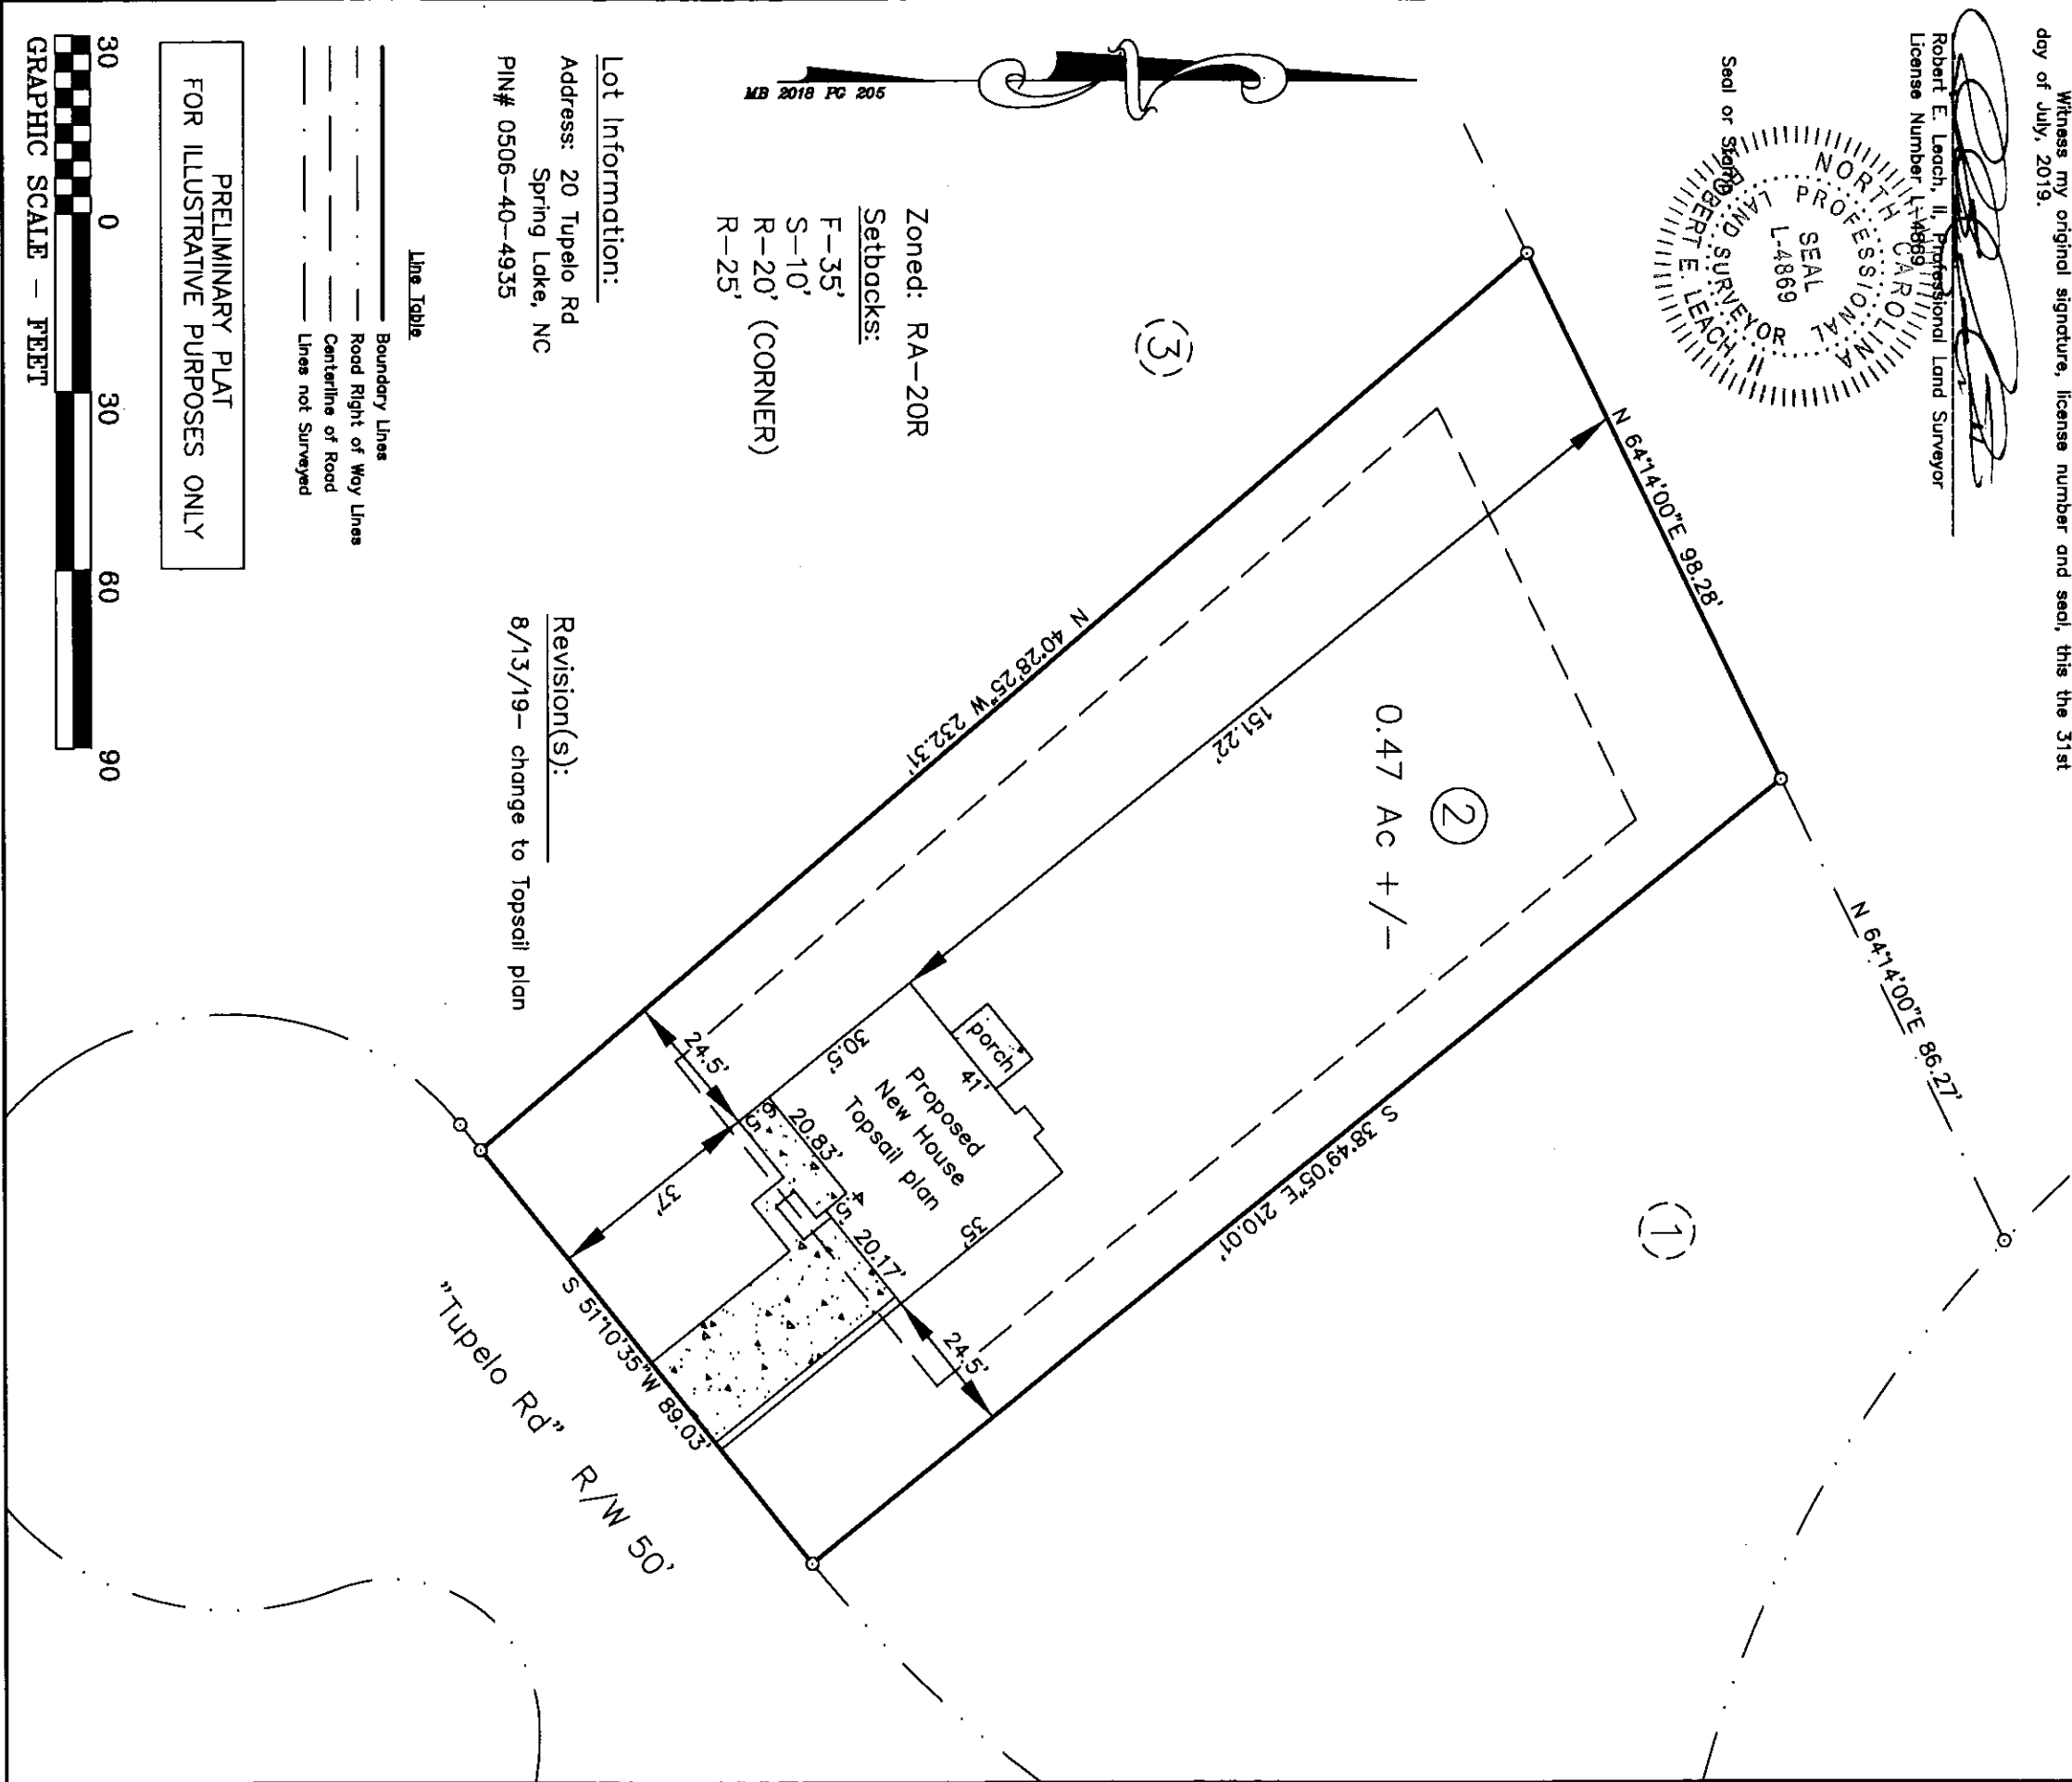 Witness my original signature, license number and seal, this the 31st
day of July, 2019.
Robert E. Leach, II, Professional Land Surveyor
License Number L-4869
Seal or Stamp
NORTH CAROLINA
PROFESSIONAL
SEAL
L-4869
LAND SURVEYOR
ROBERT E. LEACH, II
MB 2018 PG 205
Zoned: RA-20R
Setbacks:
F-35'
S-10'
R-20' (CORNER)
R-25'
Lot Information:
Address: 20 Tupelo Rd
Spring Lake, NC
PIN# 0506-40-4935
Revision(s):
8/13/19- change to Topsail plan
Line Table
Boundary Lines
Road Right of Way Lines
Centerline of Road
Lines not Surveyed
PRELIMINARY PLAT
FOR ILLUSTRATIVE PURPOSES ONLY
30 0 30 60 90
GRAPHIC SCALE - FEET
N 64°14'00"E 98.28'
N 64°14'00"E 86.27'
N 40°28'25"W 232.31'
S 38°49'05"E 210.01'
S 51°10'35"W 89.03'
151.22'
2
0.47 Ac +/-
1
3
porch
41'
30.5'
Proposed
New House
Topsail plan
35'
24.5'
6'
5'
20.83'
4'
5'
20.17'
24.5'
37'
"Tupelo Rd" R/W 50'